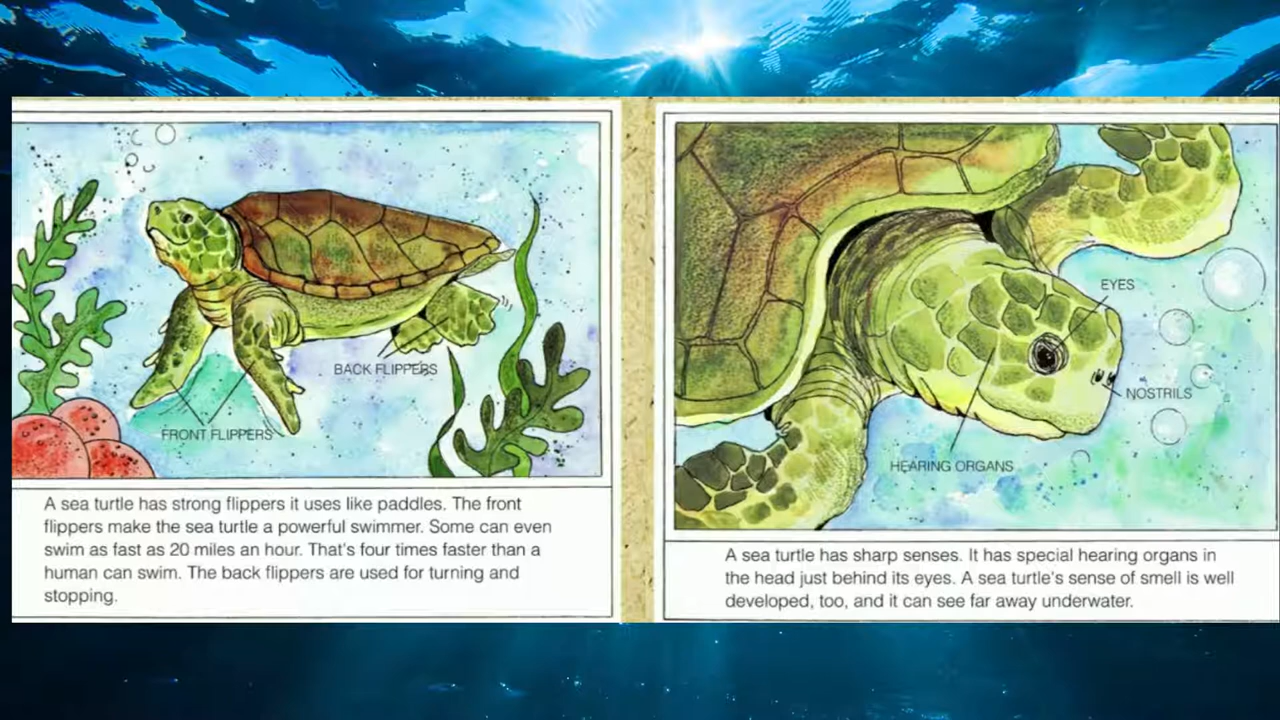 BACK FLIPPERS
FRONT FLIPPERS
A sea turtle has strong flippers it uses like paddles. The front
flippers make the sea turtle a powerful swimmer. Some can even
swim as fast as 20 miles an hour. That's four times faster than a
human can swim. The back flippers are used for turning and
stopping.
EYES
NOSTRILS
HEARING ORGANS
A sea turtle has sharp senses. It has special hearing organs in
the head just behind its eyes. A sea turtle's sense of smell is well
developed, too, and it can see far away underwater.